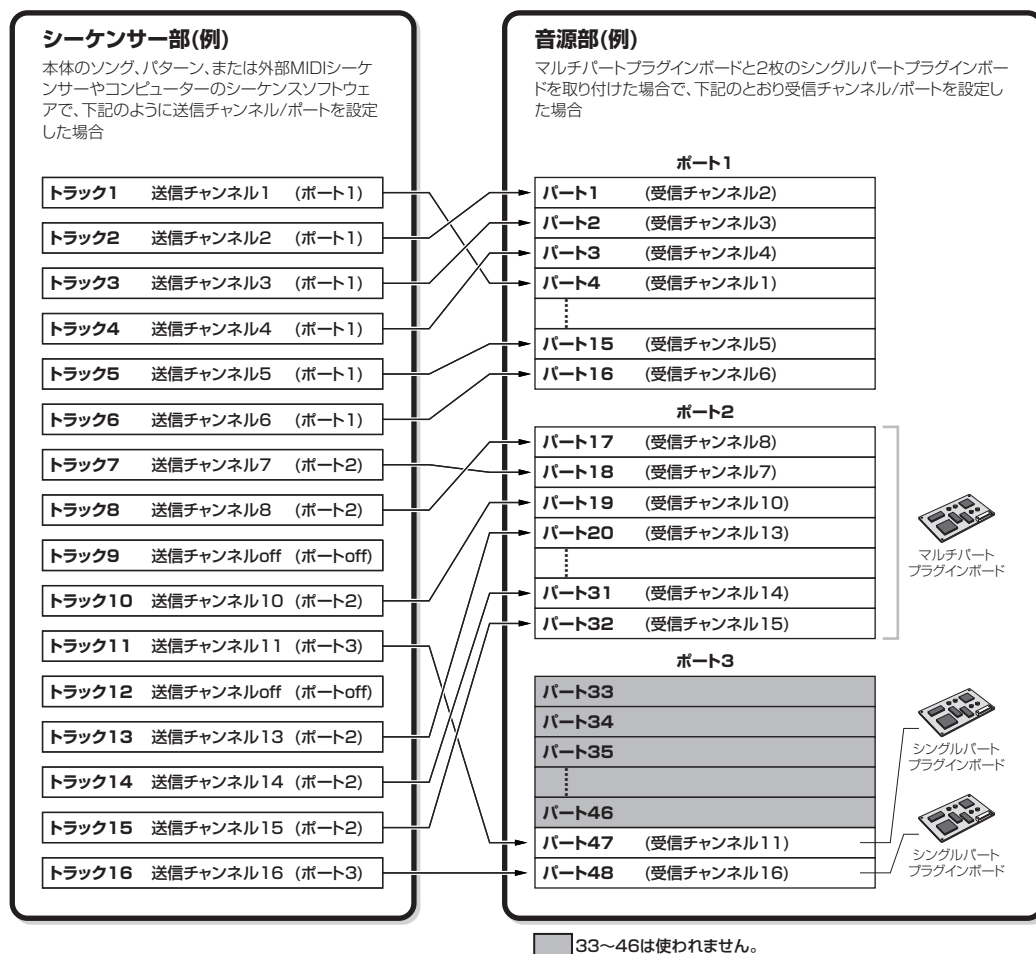 シーケンサー部(例)
本体のソング、パターン、または外部MIDIシーケ
ンサーやコンピューターのシーケンスソフトウェ
アで、下記のように送信チャンネル/ポートを設定
した場合
トラック1 送信チャンネル1 (ポート1)
トラック2 送信チャンネル2 (ポート1)
トラック3 送信チャンネル3 (ポート1)
トラック4 送信チャンネル4 (ポート1)
トラック5 送信チャンネル5 (ポート1)
トラック6 送信チャンネル6 (ポート1)
トラック7 送信チャンネル7 (ポート2)
トラック8 送信チャンネル8 (ポート2)
トラック9 送信チャンネルoff (ポートoff)
トラック10 送信チャンネル10 (ポート2)
トラック11 送信チャンネル11 (ポート3)
トラック12 送信チャンネルoff (ポートoff)
トラック13 送信チャンネル13 (ポート2)
トラック14 送信チャンネル14 (ポート2)
トラック15 送信チャンネル15 (ポート2)
トラック16 送信チャンネル16 (ポート3)
音源部(例)
マルチパートプラグインボードと2枚のシングルパートプラグインボー
ドを取り付けた場合で、下記のとおり受信チャンネル/ポートを設定し
た場合
ポート1
パート1 (受信チャンネル2)
パート2 (受信チャンネル3)
パート3 (受信チャンネル4)
パート4 (受信チャンネル1)
パート15 (受信チャンネル5)
パート16 (受信チャンネル6)
ポート2
パート17 (受信チャンネル8)
パート18 (受信チャンネル7)
パート19 (受信チャンネル10)
パート20 (受信チャンネル13)
パート31 (受信チャンネル14)
パート32 (受信チャンネル15)
マルチパート
プラグインボード
ポート3
パート33
パート34
パート35
パート46
パート47 (受信チャンネル11)
パート48 (受信チャンネル16)
シングルパート
プラグインボード
シングルパート
プラグインボード
33〜46は使われません。